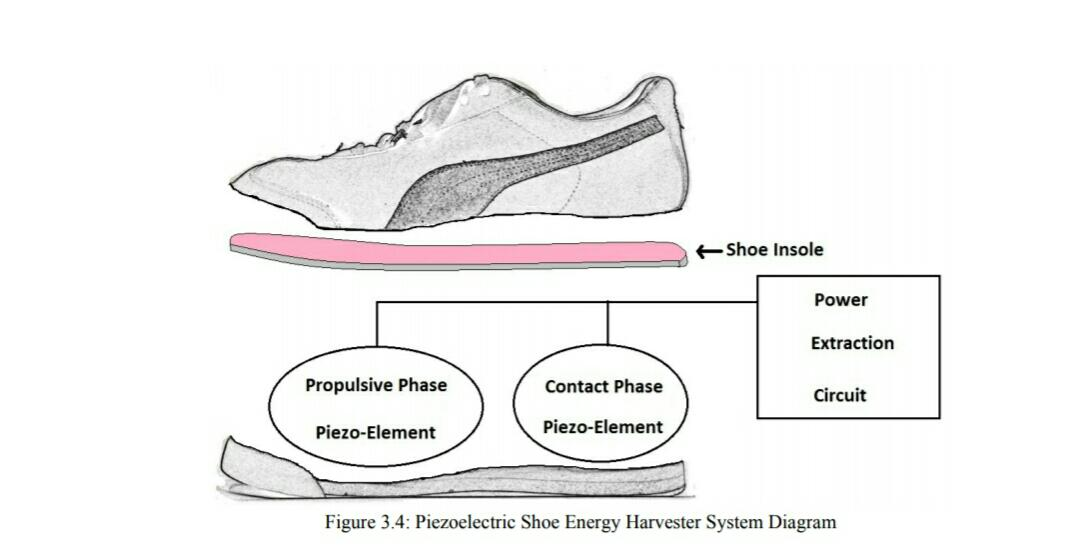 Shoe Insole
Power
Extraction
Circuit
Propulsive Phase
Piezo-Element
Contact Phase
Piezo-Element
Figure 3.4: Piezoelectric Shoe Energy Harvester System Diagram